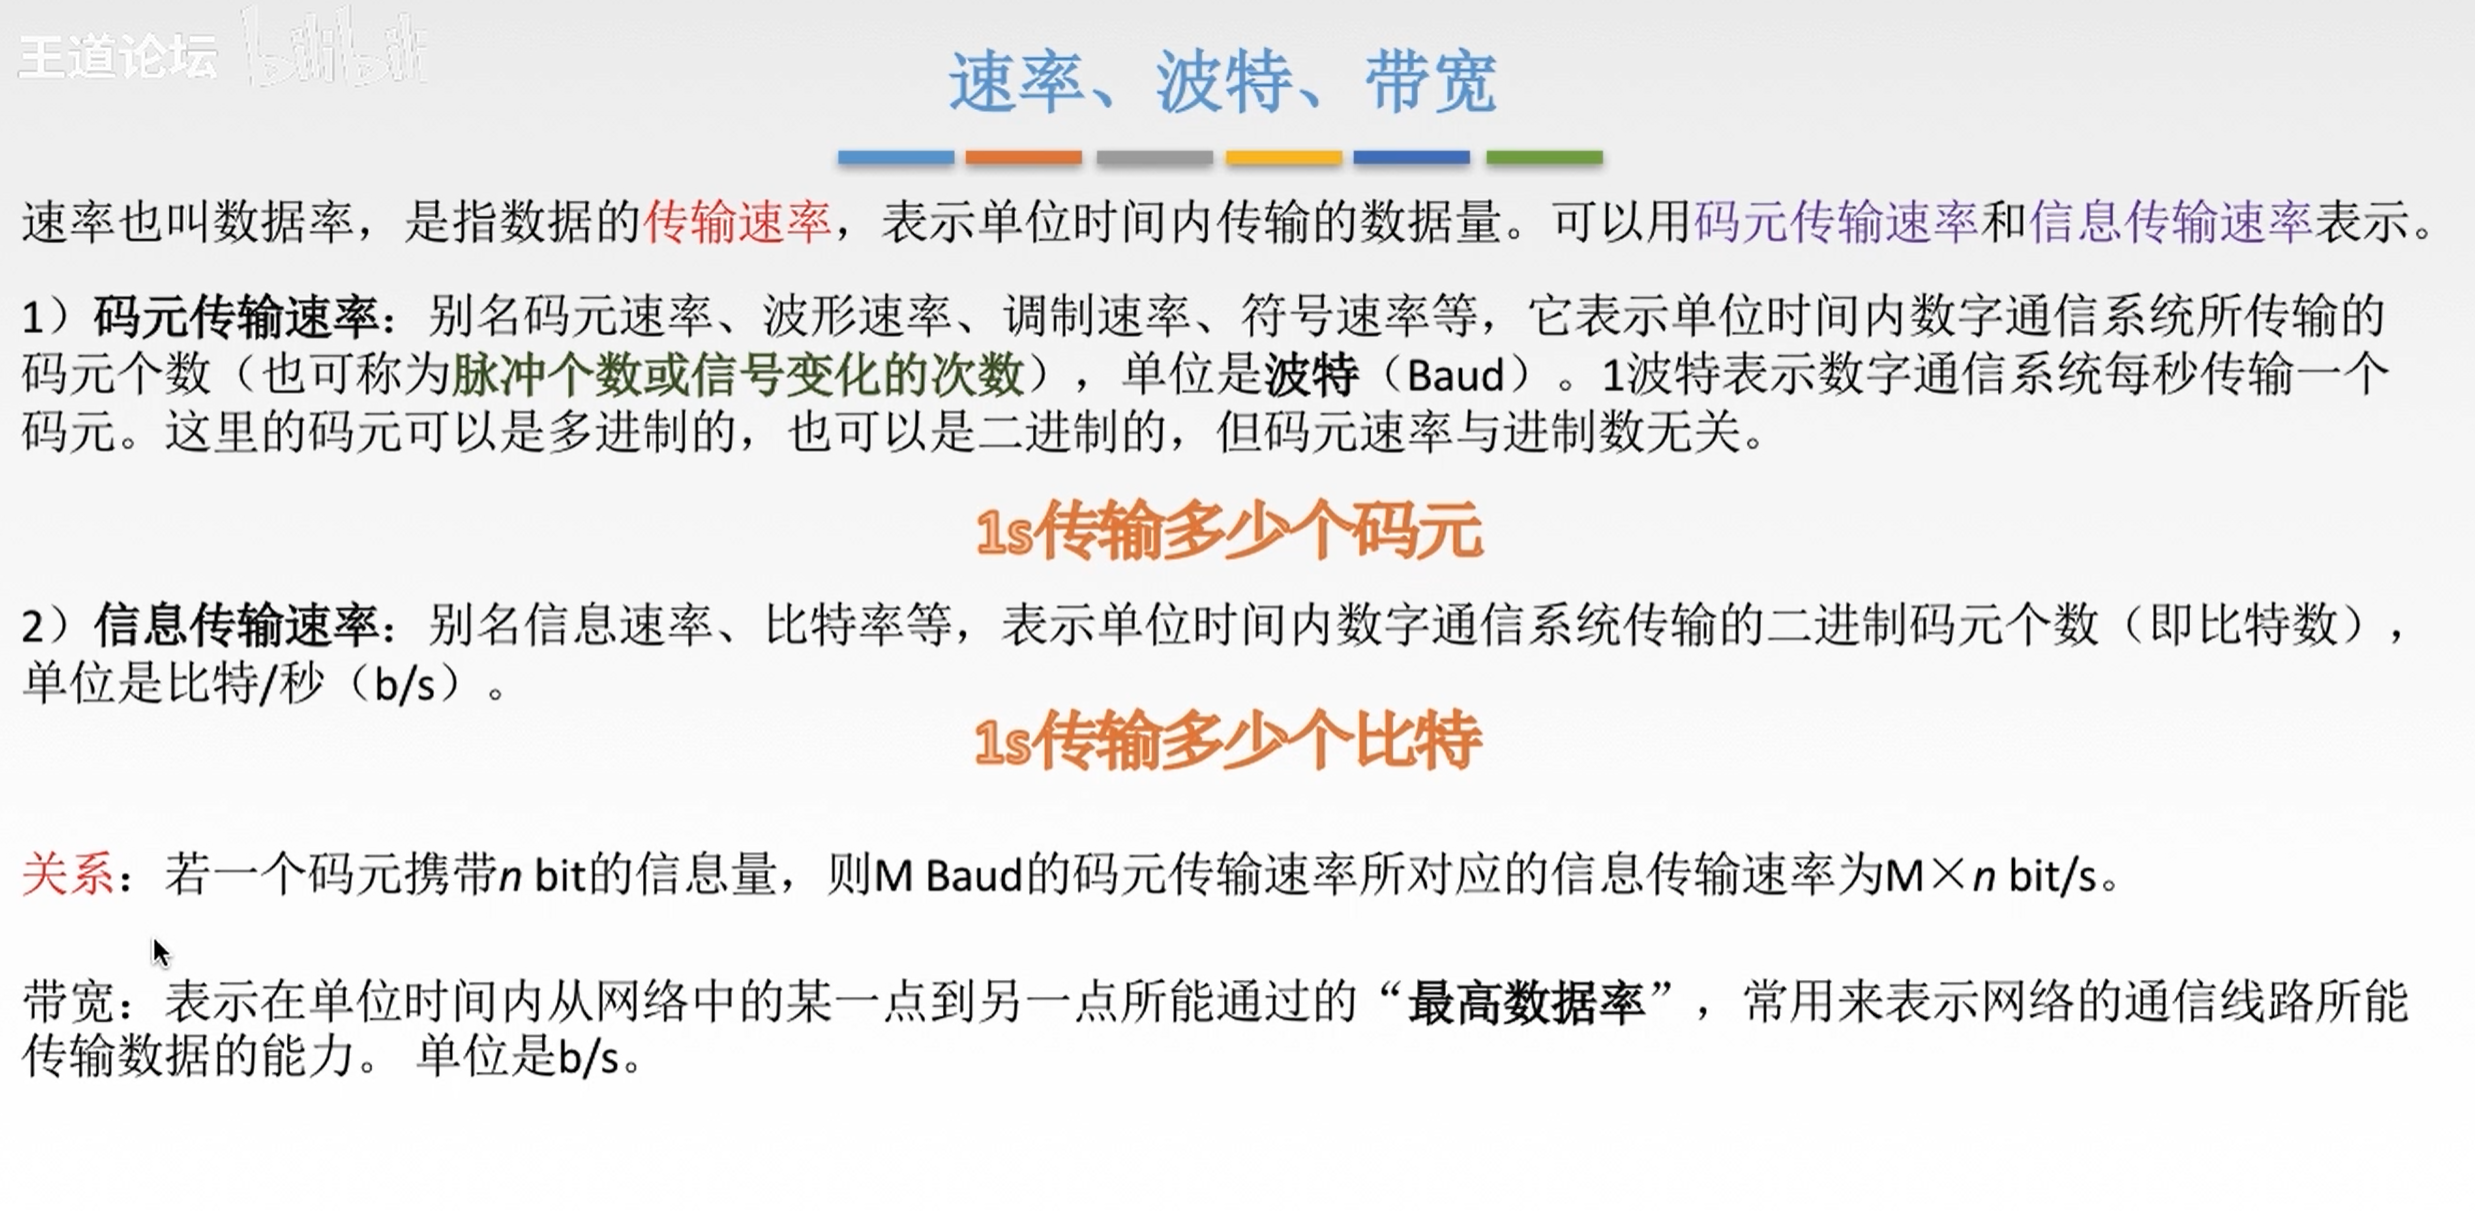 王道论坛 bilibili
速率、波特、带宽
速率也叫数据率，是指数据的传输速率，表示单位时间内传输的数据量。可以用码元传输速率和信息传输速率表示。
1）码元传输速率：别名码元速率、波形速率、调制速率、符号速率等，它表示单位时间内数字通信系统所传输的
码元个数（也可称为脉冲个数或信号变化的次数），单位是波特（Baud）。1波特表示数字通信系统每秒传输一个
码元。这里的码元可以是多进制的，也可以是二进制的，但码元速率与进制数无关。
1s传输多少个码元
2）信息传输速率：别名信息速率、比特率等，表示单位时间内数字通信系统传输的二进制码元个数（即比特数），
单位是比特/秒（b/s）。
1s传输多少个比特
关系：若一个码元携带n bit的信息量，则M Baud的码元传输速率所对应的信息传输速率为M×n bit/s。
带宽：表示在单位时间内从网络中的某一点到另一点所能通过的“最高数据率”，常用来表示网络的通信线路所能
传输数据的能力。 单位是b/s。